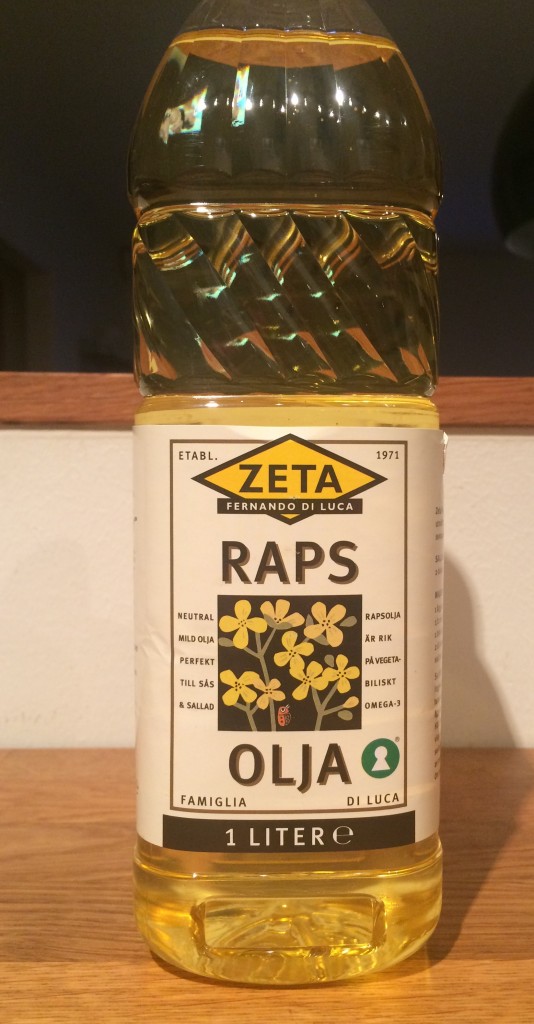 ETABL.
1971
ZETA
FERNANDO DI LUCA
RAPS
NEUTRAL
MILD OLJA
PERFEKT
TILL SÅS
& SALLAD
RAPSOLJA
ÄR RIK
PÅ VEGETA-
BILISKT
OMEGA-3
OLJA
®
FAMIGLIA
DI LUCA
1 LITER ℮